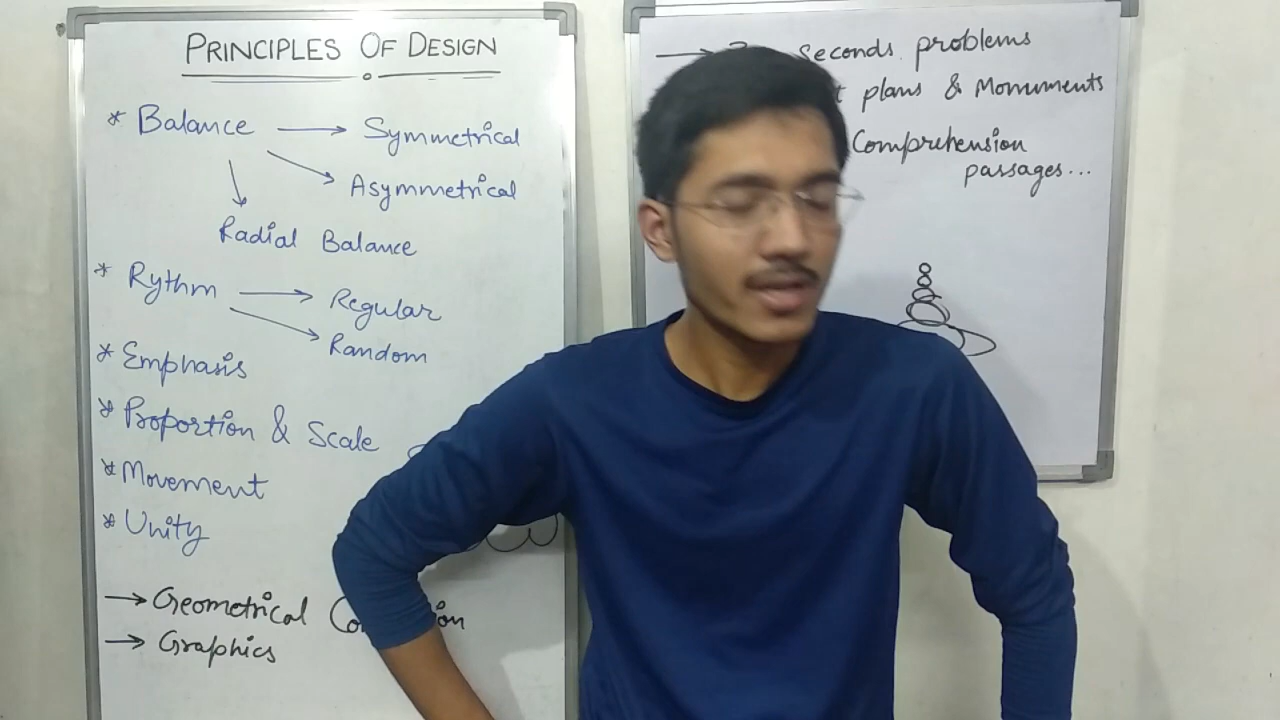 PRINCIPLES OF DESIGN
* Balance → Symmetrical
Asymmetrical
Radial Balance
* Rythm → Regular
Random
* Emphasis
* Proportion & Scale
* Movement
* Unity
→ Geometrical
→ Graphics
→ Seconds problems
plans & Monuments
Comprehension
passages...